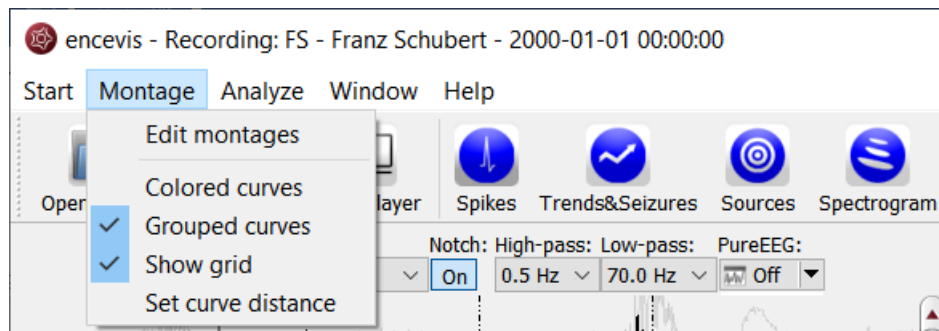 encevis - Recording: FS - Franz Schubert - 2000-01-01 00:00:00
Start Montage Analyze Window Help
Edit montages
Colored curves
Grouped curves
Show grid
Set curve distance
Spikes Trends&Seizures Sources Spectrogram
Notch: High-pass: Low-pass: PureEEG:
On 0.5 Hz 70.0 Hz Off